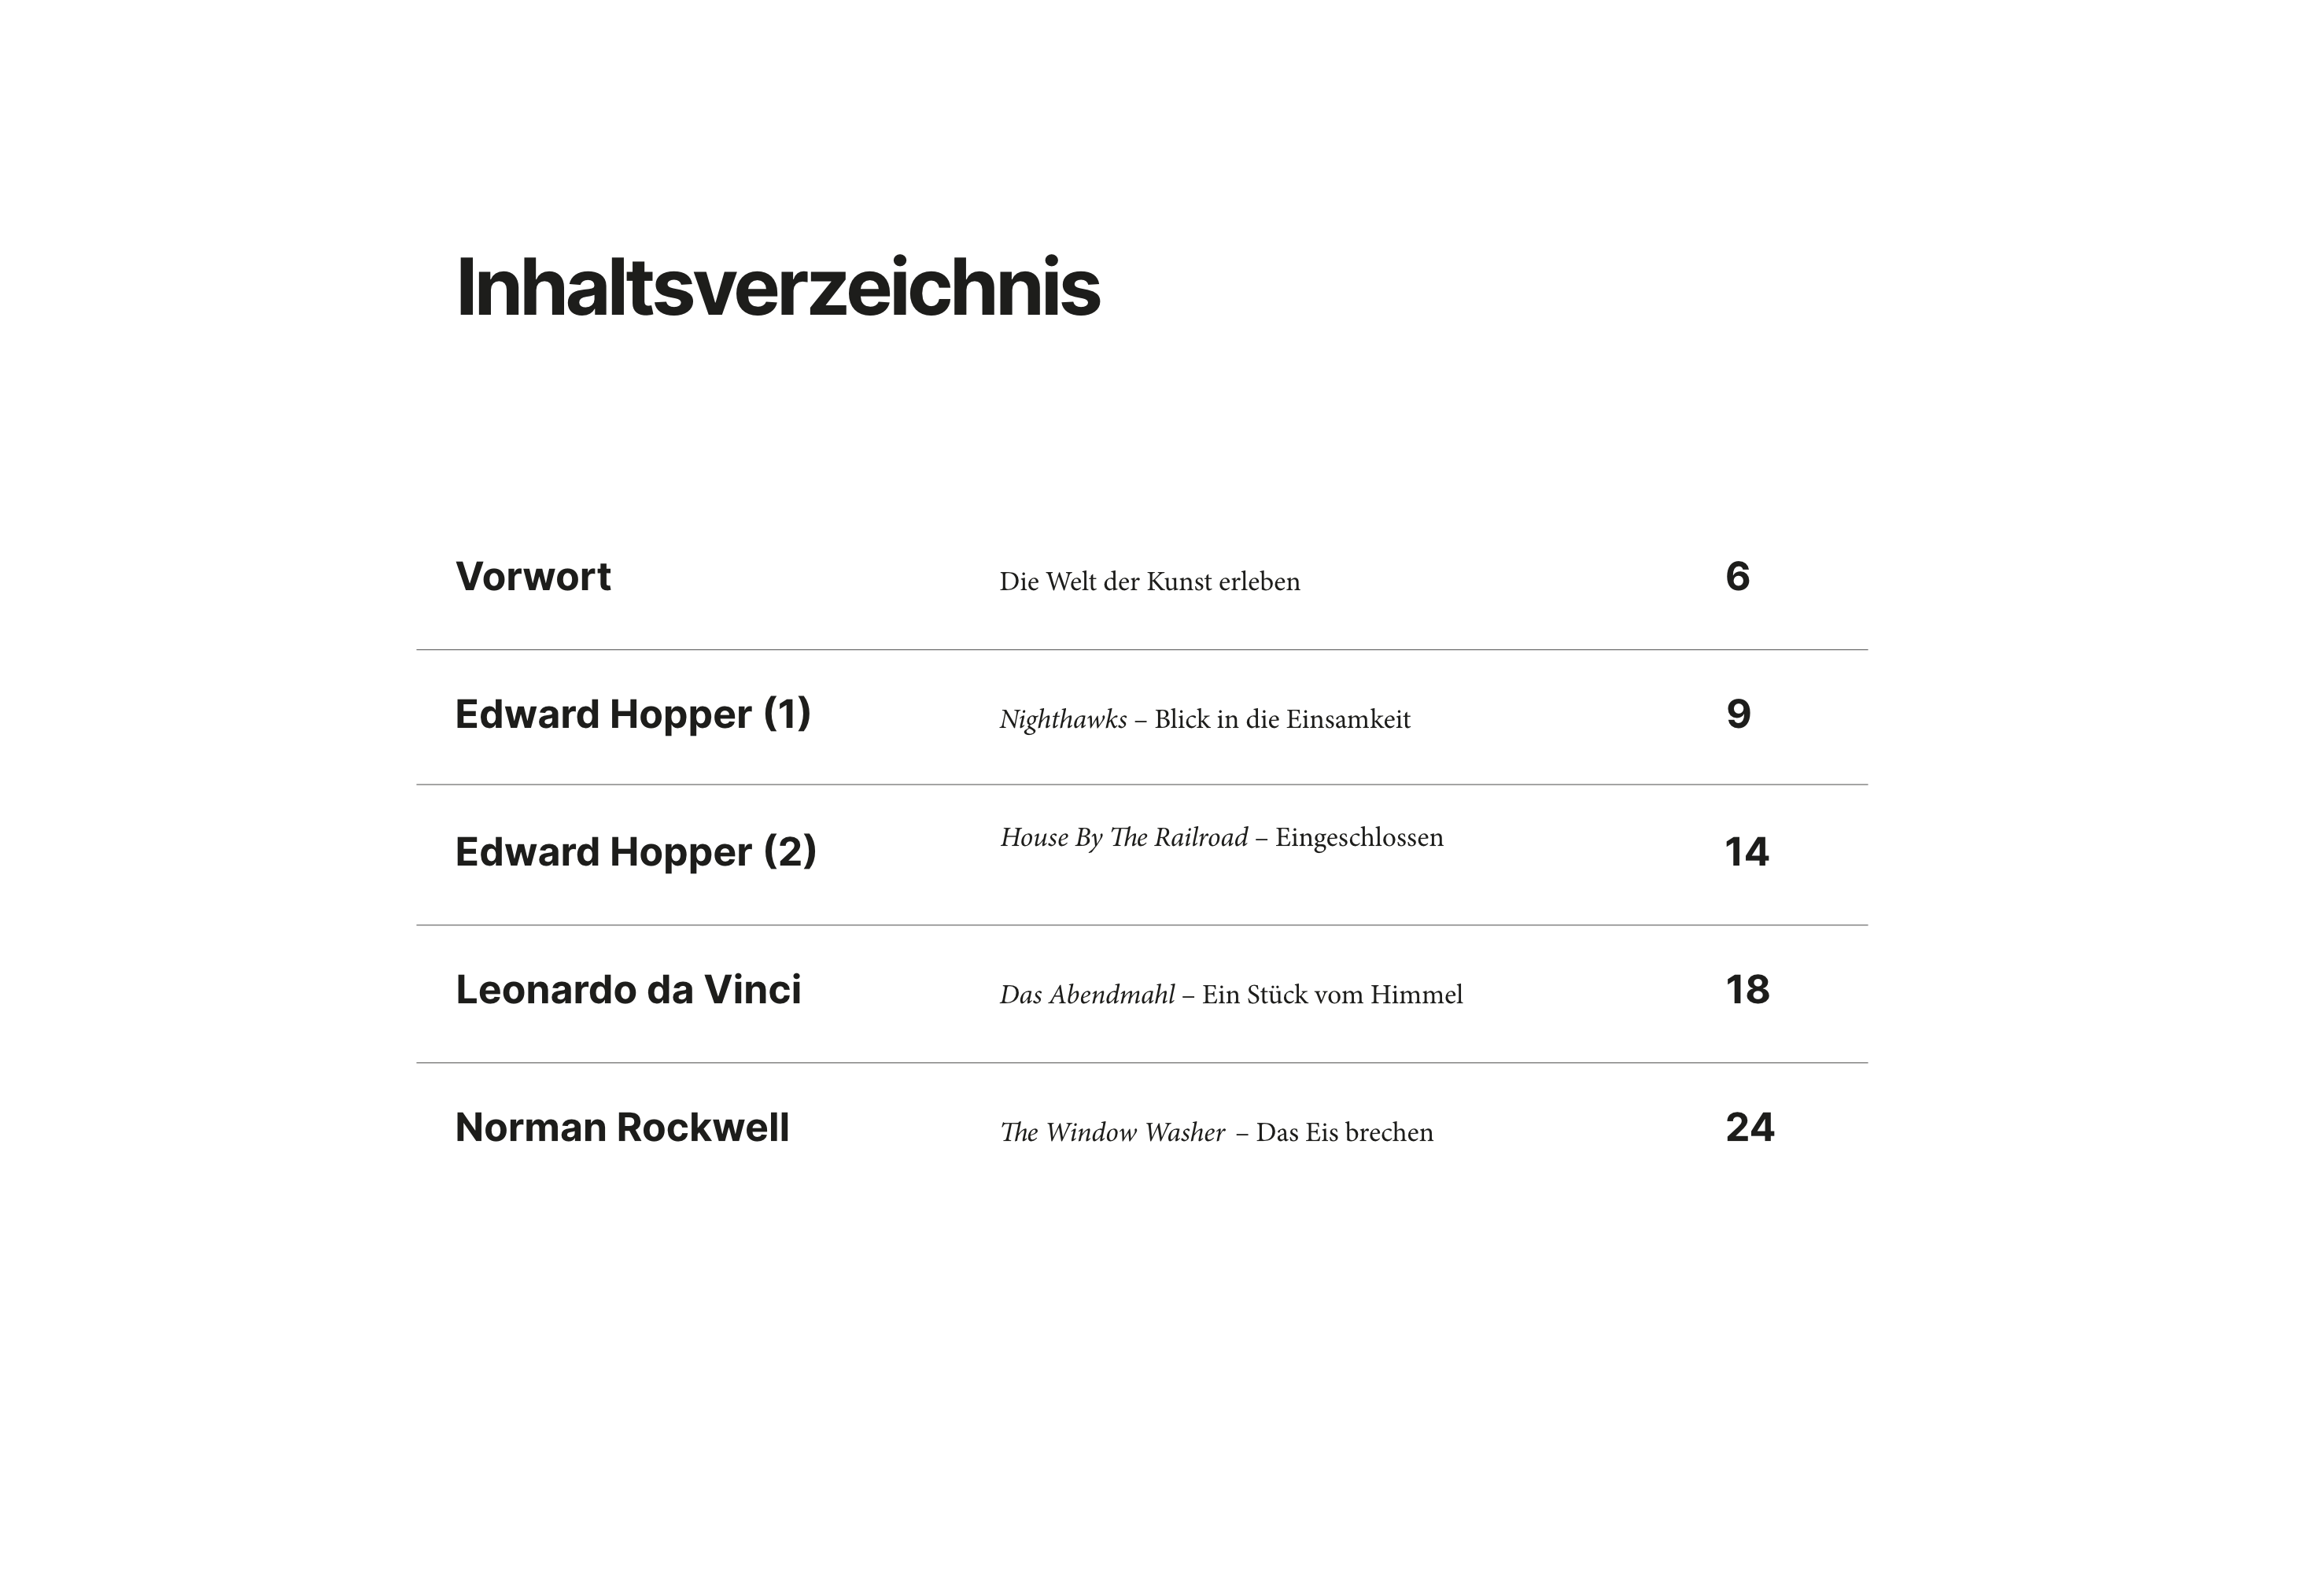 Inhaltsverzeichnis
Vorwort Die Welt der Kunst erleben 6
Edward Hopper (1) Nighthawks – Blick in die Einsamkeit 9
Edward Hopper (2) House By The Railroad – Eingeschlossen 14
Leonardo da Vinci Das Abendmahl – Ein Stück vom Himmel 18
Norman Rockwell The Window Washer – Das Eis brechen 24